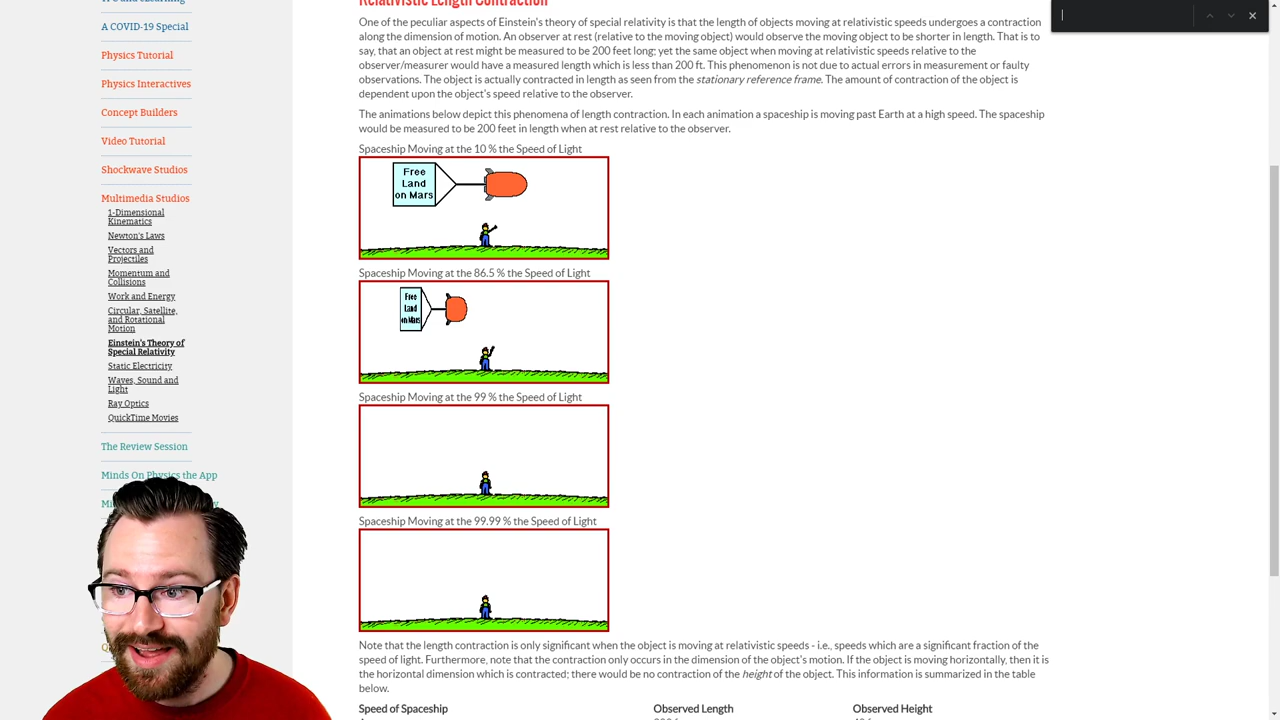 TPC and eLearning
A COVID-19 Special
Physics Tutorial
Physics Interactives
Concept Builders
Video Tutorial
Shockwave Studios
Multimedia Studios
1-Dimensional
Kinematics
Newton's Laws
Vectors and
Projectiles
Momentum and
Collisions
Work and Energy
Circular, Satellite,
and Rotational
Motion
Einstein's Theory of
Special Relativity
Static Electricity
Waves, Sound and
Light
Ray Optics
QuickTime Movies
The Review Session
Minds On Physics the App
Relativistic Length Contraction
One of the peculiar aspects of Einstein's theory of special relativity is that the length of objects moving at relativistic speeds undergoes a contraction
along the dimension of motion. An observer at rest (relative to the moving object) would observe the moving object to be shorter in length. That is to
say, that an object at rest might be measured to be 200 feet long; yet the same object when moving at relativistic speeds relative to the
observer/measurer would have a measured length which is less than 200 ft. This phenomenon is not due to actual errors in measurement or faulty
observations. The object is actually contracted in length as seen from the stationary reference frame. The amount of contraction of the object is
dependent upon the object's speed relative to the observer.
The animations below depict this phenomena of length contraction. In each animation a spaceship is moving past Earth at a high speed. The spaceship
would be measured to be 200 feet in length when at rest relative to the observer.
Spaceship Moving at the 10 % the Speed of Light
Free
Land
on Mars
Spaceship Moving at the 86.5 % the Speed of Light
Free
Land
on Mars
Spaceship Moving at the 99 % the Speed of Light
Spaceship Moving at the 99.99 % the Speed of Light
Note that the length contraction is only significant when the object is moving at relativistic speeds - i.e., speeds which are a significant fraction of the
speed of light. Furthermore, note that the contraction only occurs in the dimension of the object's motion. If the object is moving horizontally, then it is
the horizontal dimension which is contracted; there would be no contraction of the height of the object. This information is summarized in the table
below.
Speed of Spaceship Observed Length Observed Height